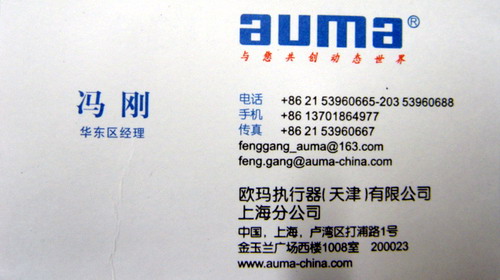 auma®
与您共创动态世界
冯 刚
华东区经理
电话 +86 21 53960665-203 53960688
手机 +86 13701864977
传真 +86 21 53960667
fenggang_auma@163.com
feng.gang@auma-china.com
欧玛执行器(天津)有限公司
上海分公司
中国，上海，卢湾区打浦路1号
金玉兰广场西楼1008室 200023
www.auma-china.com